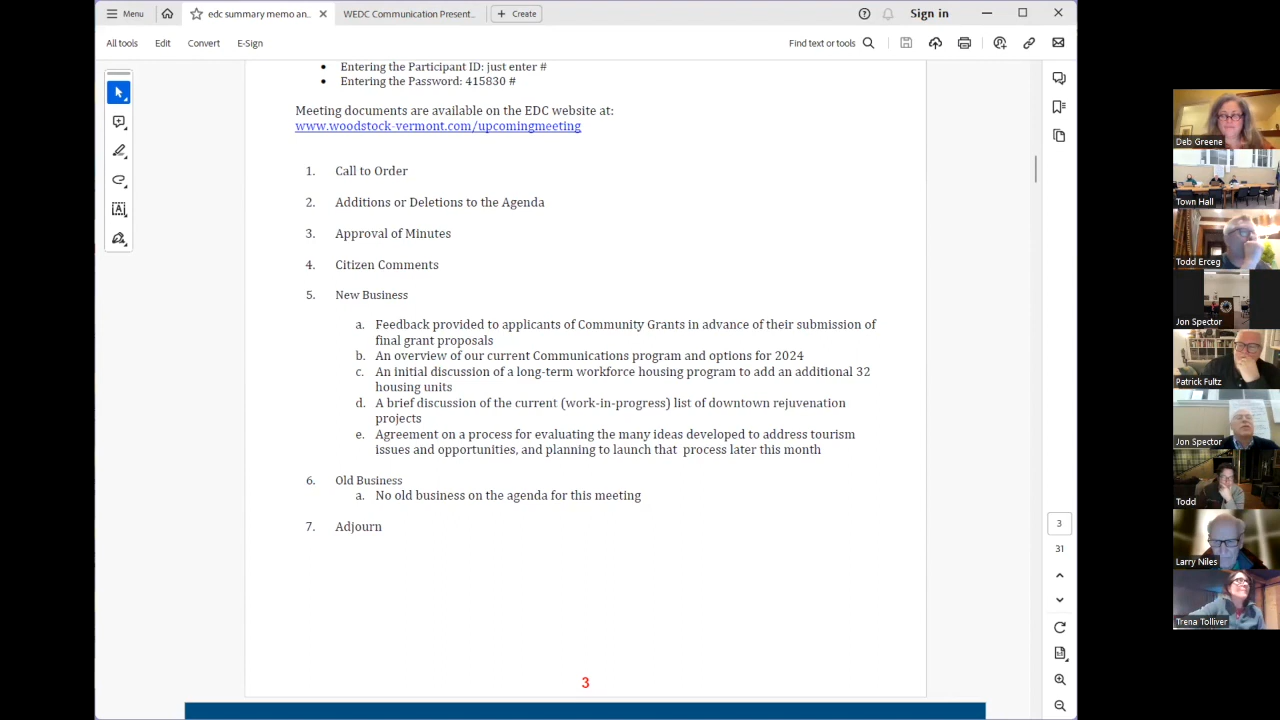 Menu
edc summary memo an...
WEDC Communication Present...
Create
Sign in
All tools
Edit
Convert
E-Sign
Find text or tools
• Entering the Participant ID: just enter #
• Entering the Password: 415830 #
Meeting documents are available on the EDC website at:
www.woodstock-vermont.com/upcomingmeeting
1. Call to Order
2. Additions or Deletions to the Agenda
3. Approval of Minutes
4. Citizen Comments
5. New Business
a. Feedback provided to applicants of Community Grants in advance of their submission of
final grant proposals
b. An overview of our current Communications program and options for 2024
c. An initial discussion of a long-term workforce housing program to add an additional 32
housing units
d. A brief discussion of the current (work-in-progress) list of downtown rejuvenation
projects
e. Agreement on a process for evaluating the many ideas developed to address tourism
issues and opportunities, and planning to launch that process later this month
6. Old Business
a. No old business on the agenda for this meeting
7. Adjourn
3
3
31
Deb Greene
Town Hall
Todd Erceg
Jon Spector
Patrick Fultz
Jon Spector
Todd
Larry Niles
Trena Tolliver